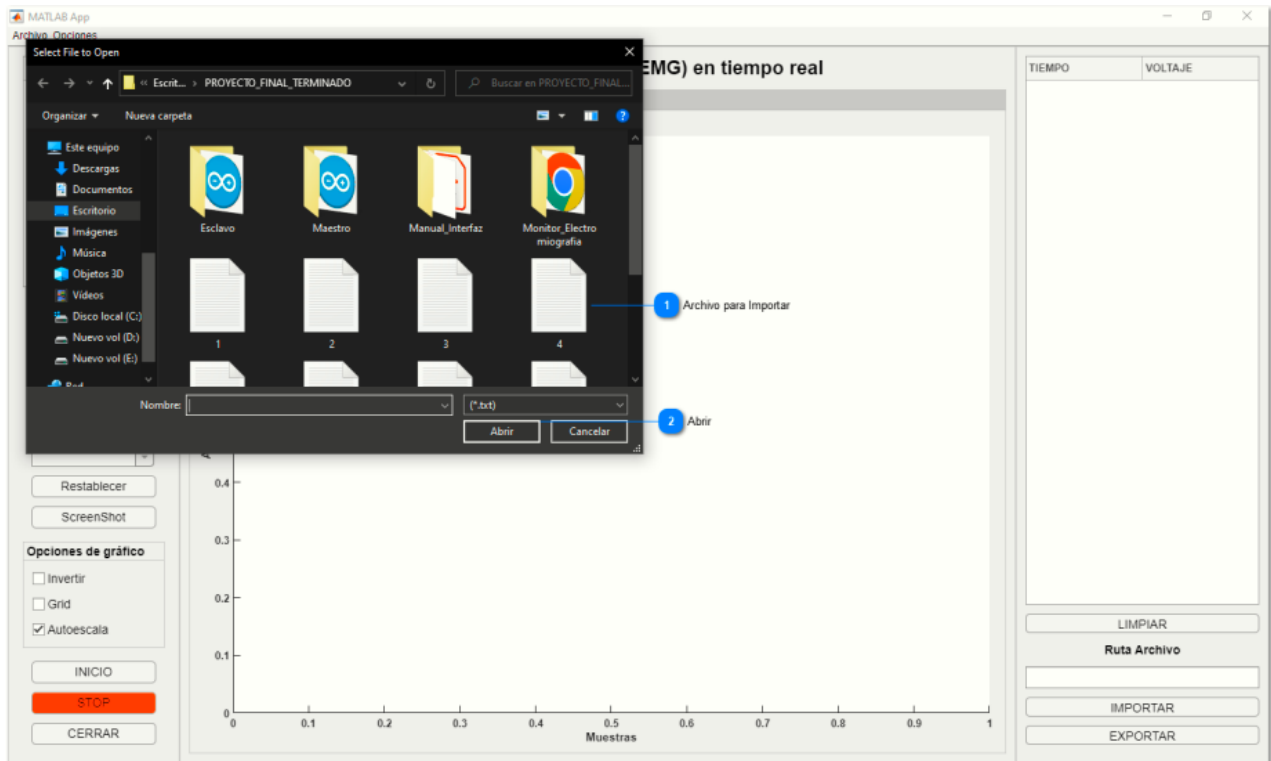 MATLAB App
Archivo Opciones
Select File to Open
Escrit... › PROYECTO_FINAL_TERMINADO
Buscar en PROYECTO_FINAL...
Organizar
Nueva carpeta
Este equipo
Descargas
Documentos
Escritorio
Imágenes
Música
Objetos 3D
Vídeos
Disco local (C:)
Nuevo vol (D:)
Nuevo vol (E:)
Red
Esclavo
Maestro
Manual_Interfaz
Monitor_Electro
miografia
1
2
3
4
Nombre:
(*.txt)
Abrir
Cancelar
1 Archivo para Importar
2 Abrir
EMG) en tiempo real
Restablecer
ScreenShot
Opciones de gráfico
Invertir
Grid
Autoescala
INICIO
STOP
CERRAR
0.4
0.3
0.2
0.1
0
0 0.1 0.2 0.3 0.4 0.5 0.6 0.7 0.8 0.9 1
Muestras
TIEMPO VOLTAJE
LIMPIAR
Ruta Archivo
IMPORTAR
EXPORTAR